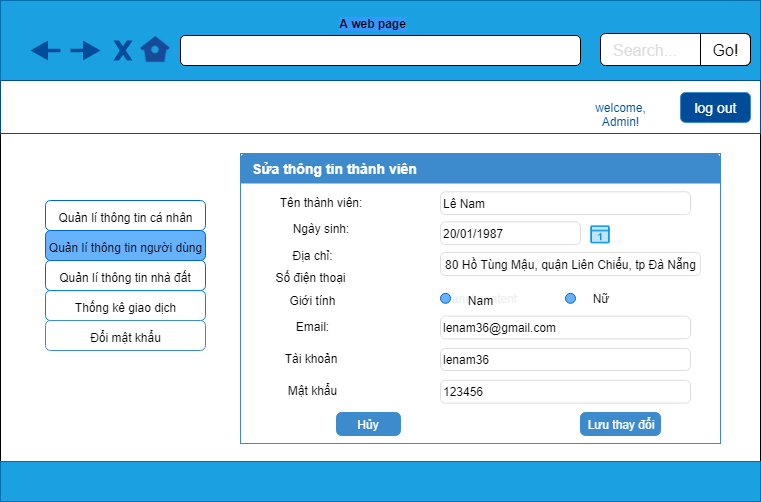 A web page
X
Search...
Go!
welcome,
Admin!
log out
Quản lí thông tin cá nhân
Quản lí thông tin người dùng
Quản lí thông tin nhà đất
Thống kê giao dịch
Đổi mật khẩu
Sửa thông tin thành viên
Tên thành viên:
Lê Nam
Ngày sinh:
20/01/1987
1
Địa chỉ:
80 Hồ Tùng Mậu, quận Liên Chiểu, tp Đà Nẵng
Số điện thoại
Giới tính
Nam
Nữ
Email:
lenam36@gmail.com
Tài khoản
lenam36
Mật khẩu
123456
Hủy
Lưu thay đổi